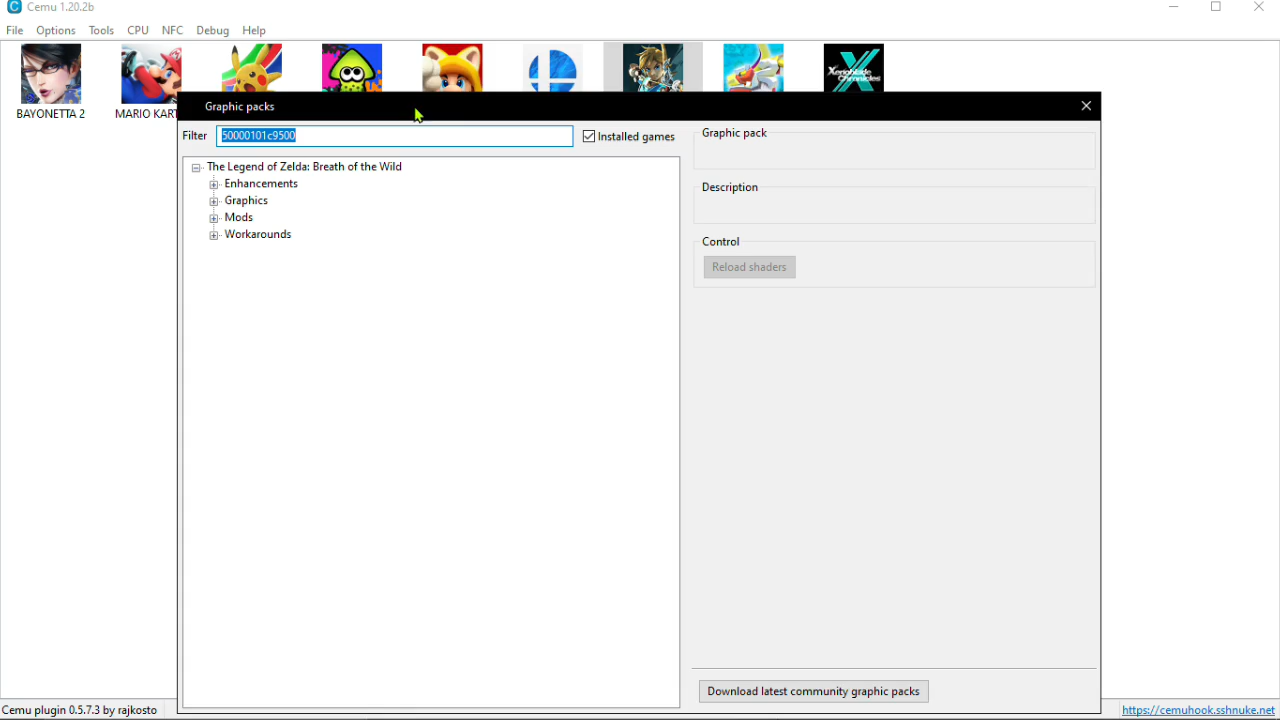 Cemu 1.20.2b
File Options Tools CPU NFC Debug Help
BAYONETTA 2
MARIO KART
Xenoblade
Chronicles
Graphic packs
Filter 50000101c9500 Installed games
The Legend of Zelda: Breath of the Wild
Enhancements
Graphics
Mods
Workarounds
Graphic pack
Description
Control
Reload shaders
Download latest community graphic packs
Cemu plugin 0.5.7.3 by rajkosto
https://cemuhook.sshnuke.net